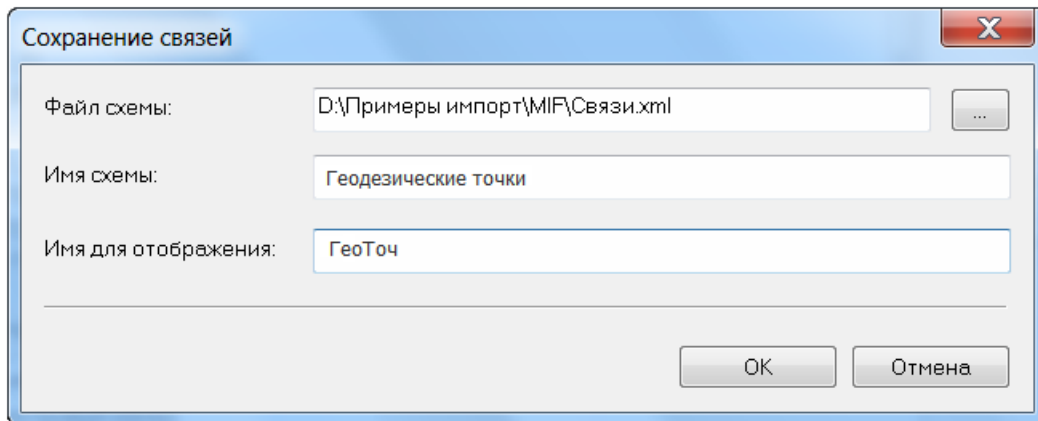 Сохранение связей
X
Файл схемы: D:\Примеры импорт\MIF\Связи.xml ...
Имя схемы: Геодезические точки
Имя для отображения: ГеоТоч
OK Отмена